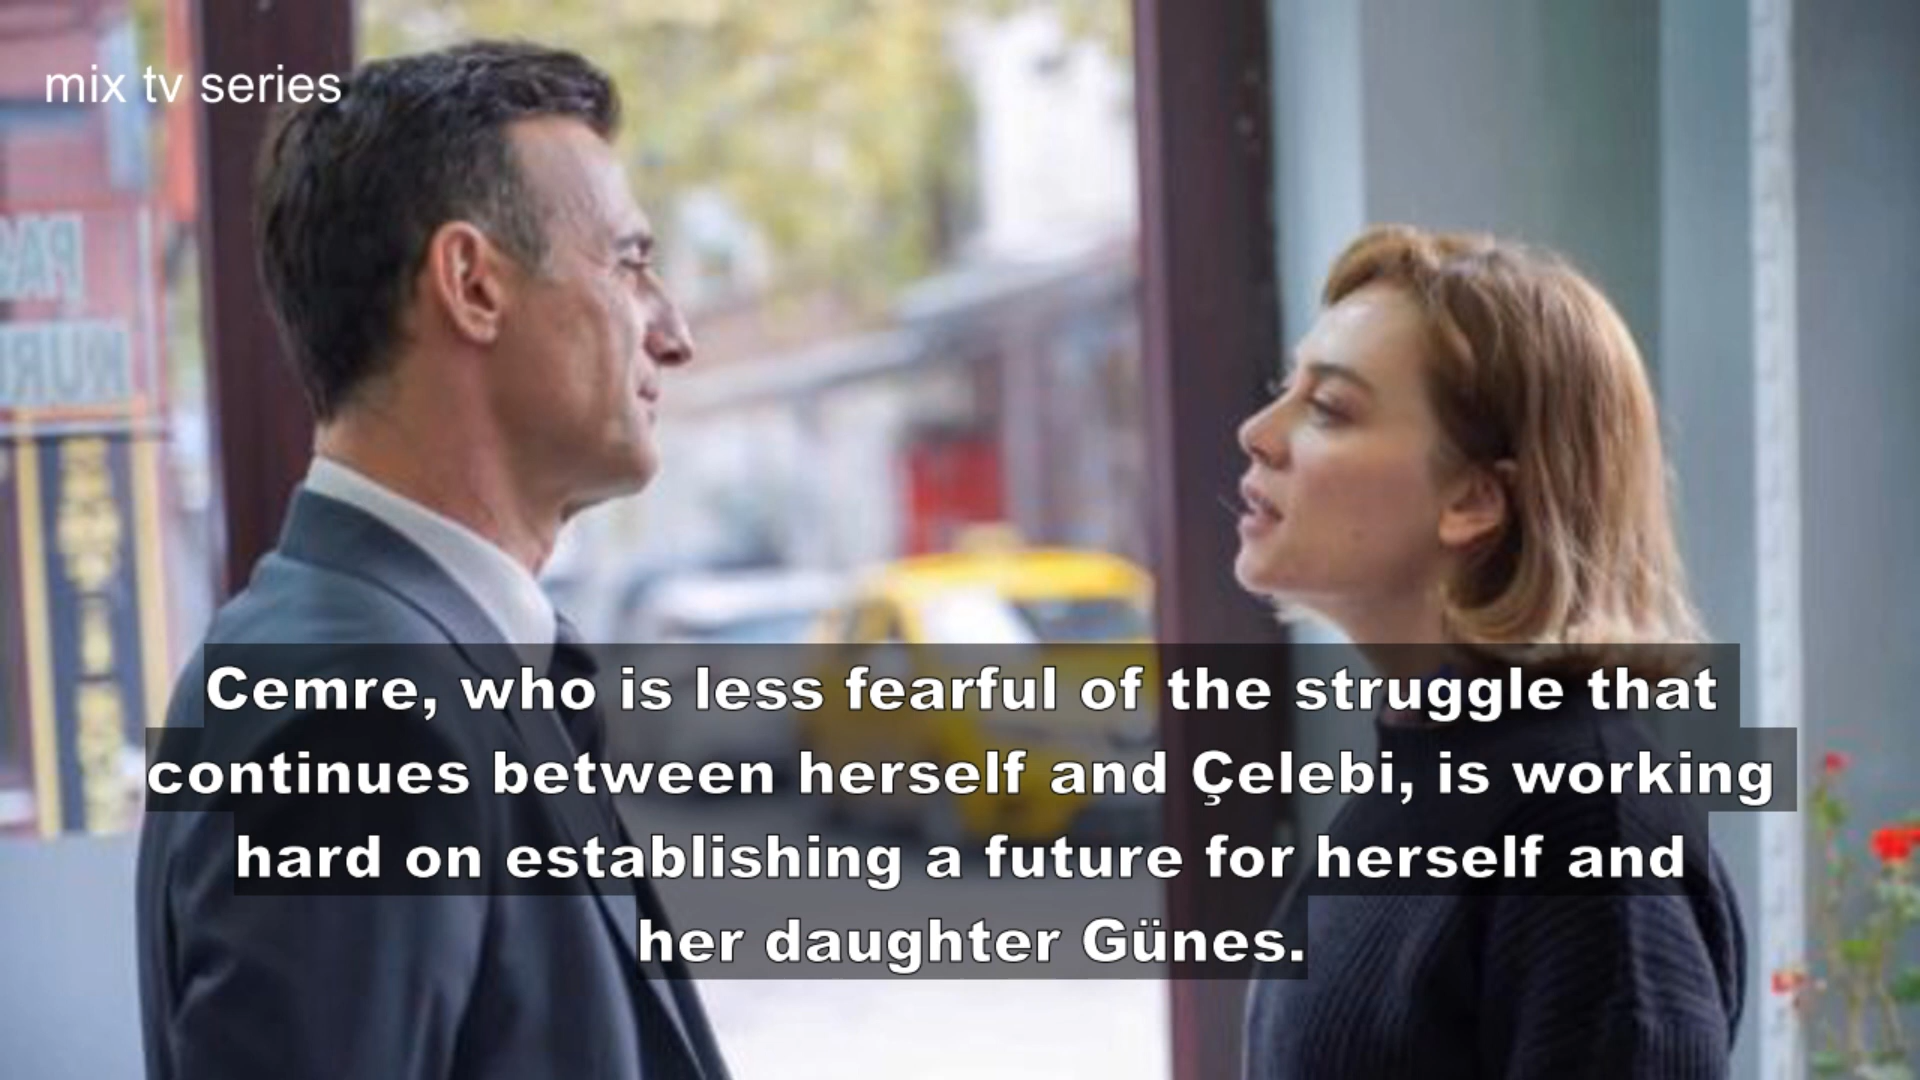 mix tv series
Cemre, who is less fearful of the struggle that
continues between herself and Çelebi, is working
hard on establishing a future for herself and
her daughter Günes.